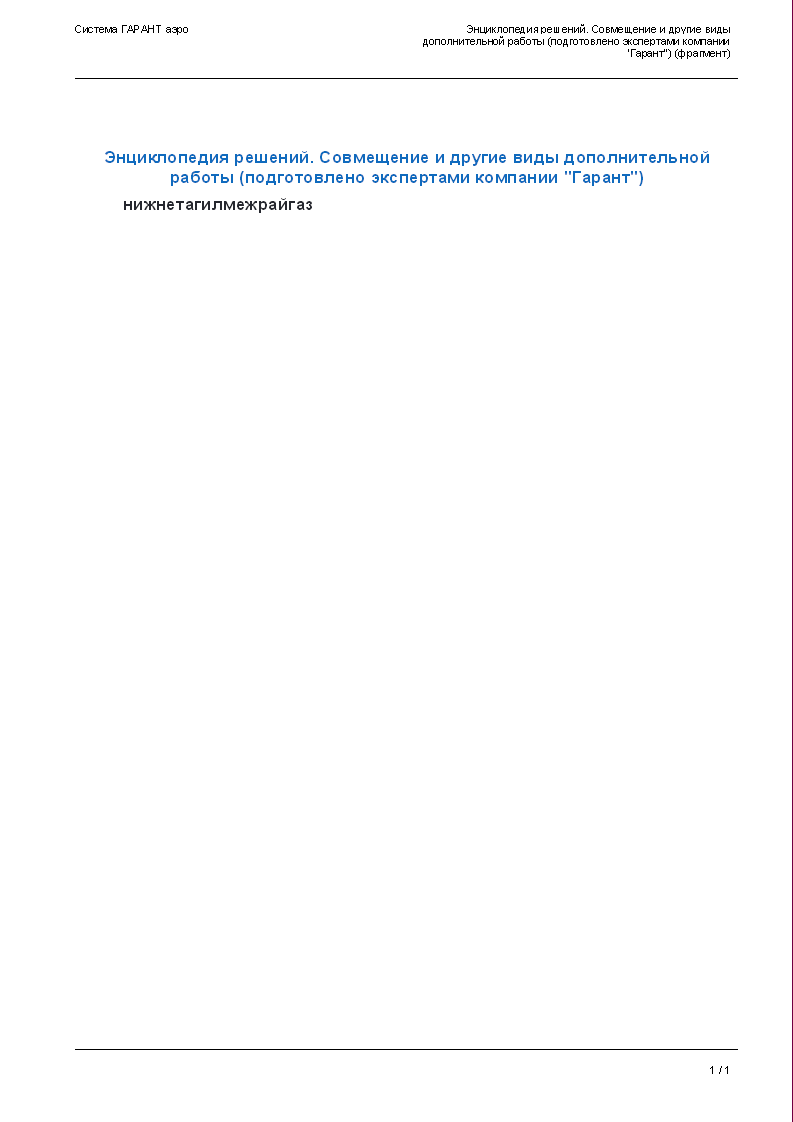 Система ГАРАНТ аэро
Энциклопедия решений. Совмещение и другие виды
дополнительной работы (подготовлено экспертами компании
"Гарант") (фрагмент)
Энциклопедия решений. Совмещение и другие виды дополнительной
работы (подготовлено экспертами компании "Гарант")
нижнетагилмежрайгаз
1 / 1